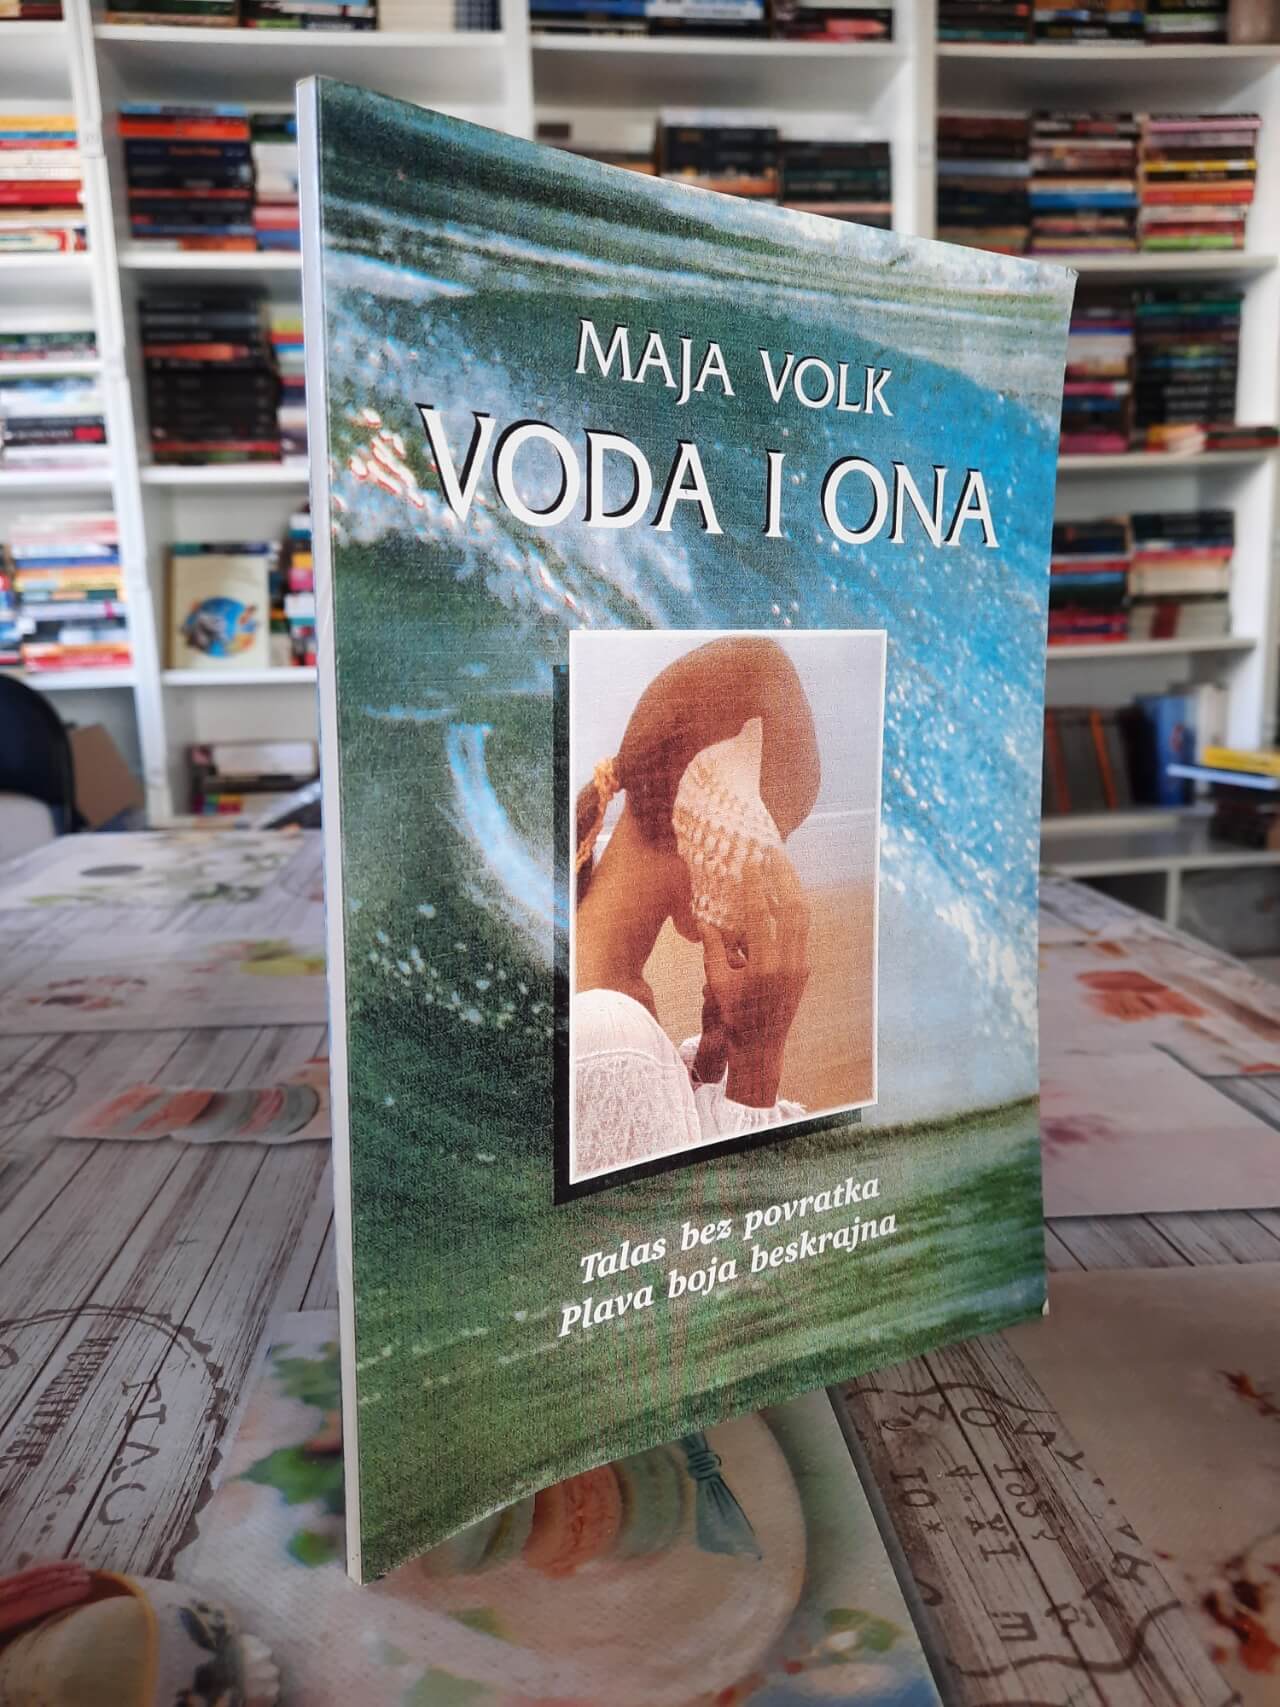 MAJA VOLK
VODA I ONA
Talas bez povratka
Plava boja beskrajna